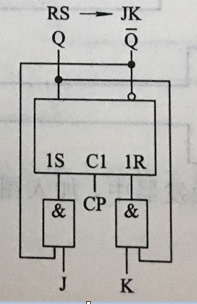 RS → JK
Q Q̅
1S C1 1R
& CP &
J K